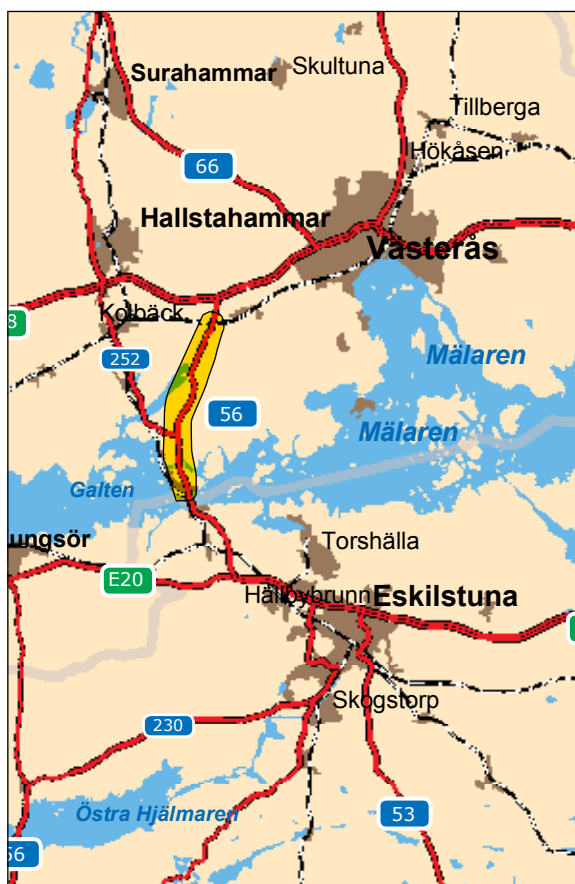 Surahammar
Skultuna
Tillberga
Hökåsen
66
Hallstahammar
Västerås
Kolbäck
8
252
Mälaren
56
Mälaren
Galten
ungsör
Torshälla
E20
Hällbybrunn
Eskilstuna
Skogstorp
230
Östra Hjälmaren
53
56